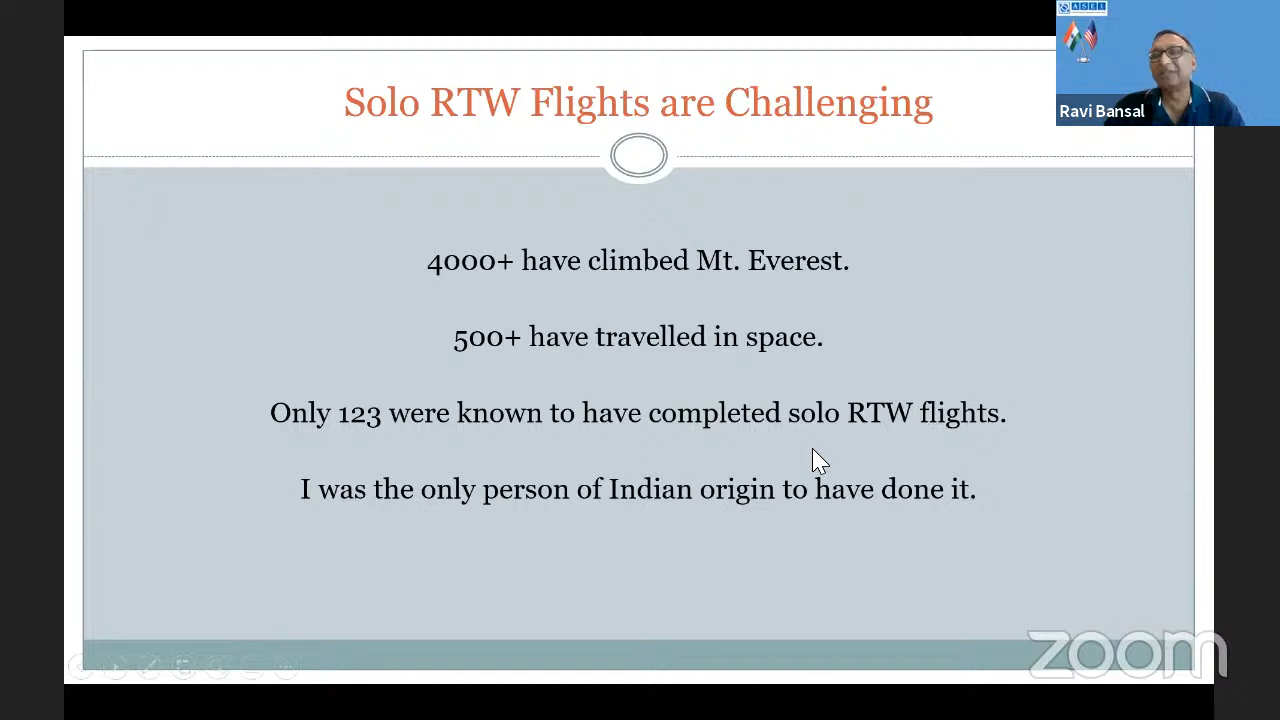 Solo RTW Flights are Challenging
ASEI
Ravi Bansal
4000+ have climbed Mt. Everest.
500+ have travelled in space.
Only 123 were known to have completed solo RTW flights.
I was the only person of Indian origin to have done it.
zoom